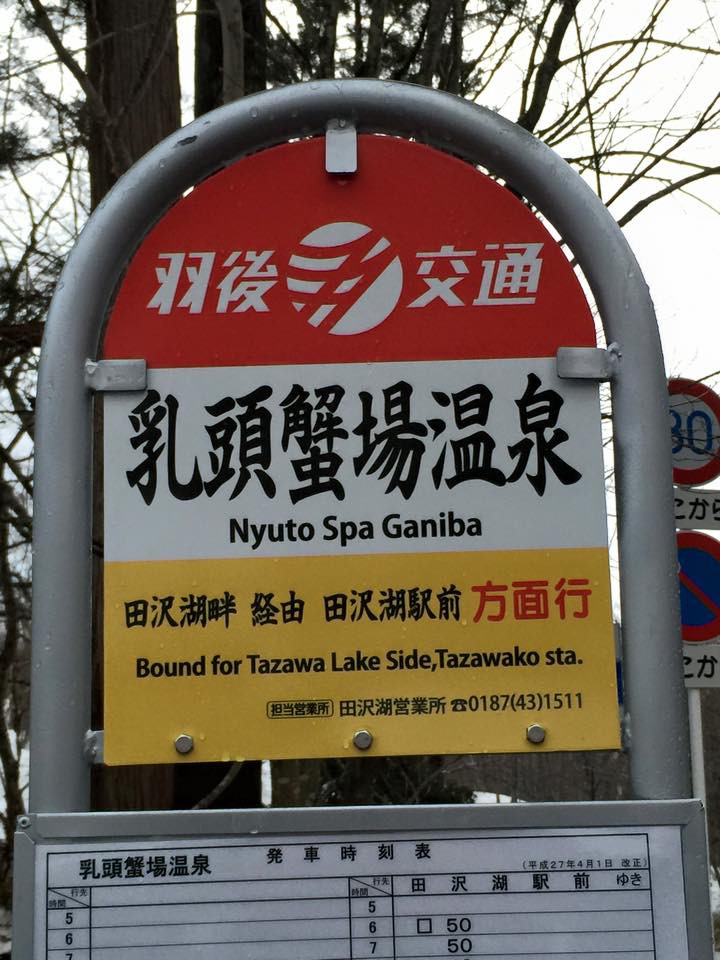 羽後交通
乳頭蟹場温泉
Nyuto Spa Ganiba
田沢湖畔 経由 田沢湖駅前 方面行
Bound for Tazawa Lake Side,Tazawako sta.
担当営業所 田沢湖営業所 ☎0187(43)1511
30
こから
こか
乳頭蟹場温泉 発車時刻表 (平成27年4月1日 改正)
行先 時間 行先 時間 田沢湖駅前 ゆき
5 5
6 6 □ 50
7 50